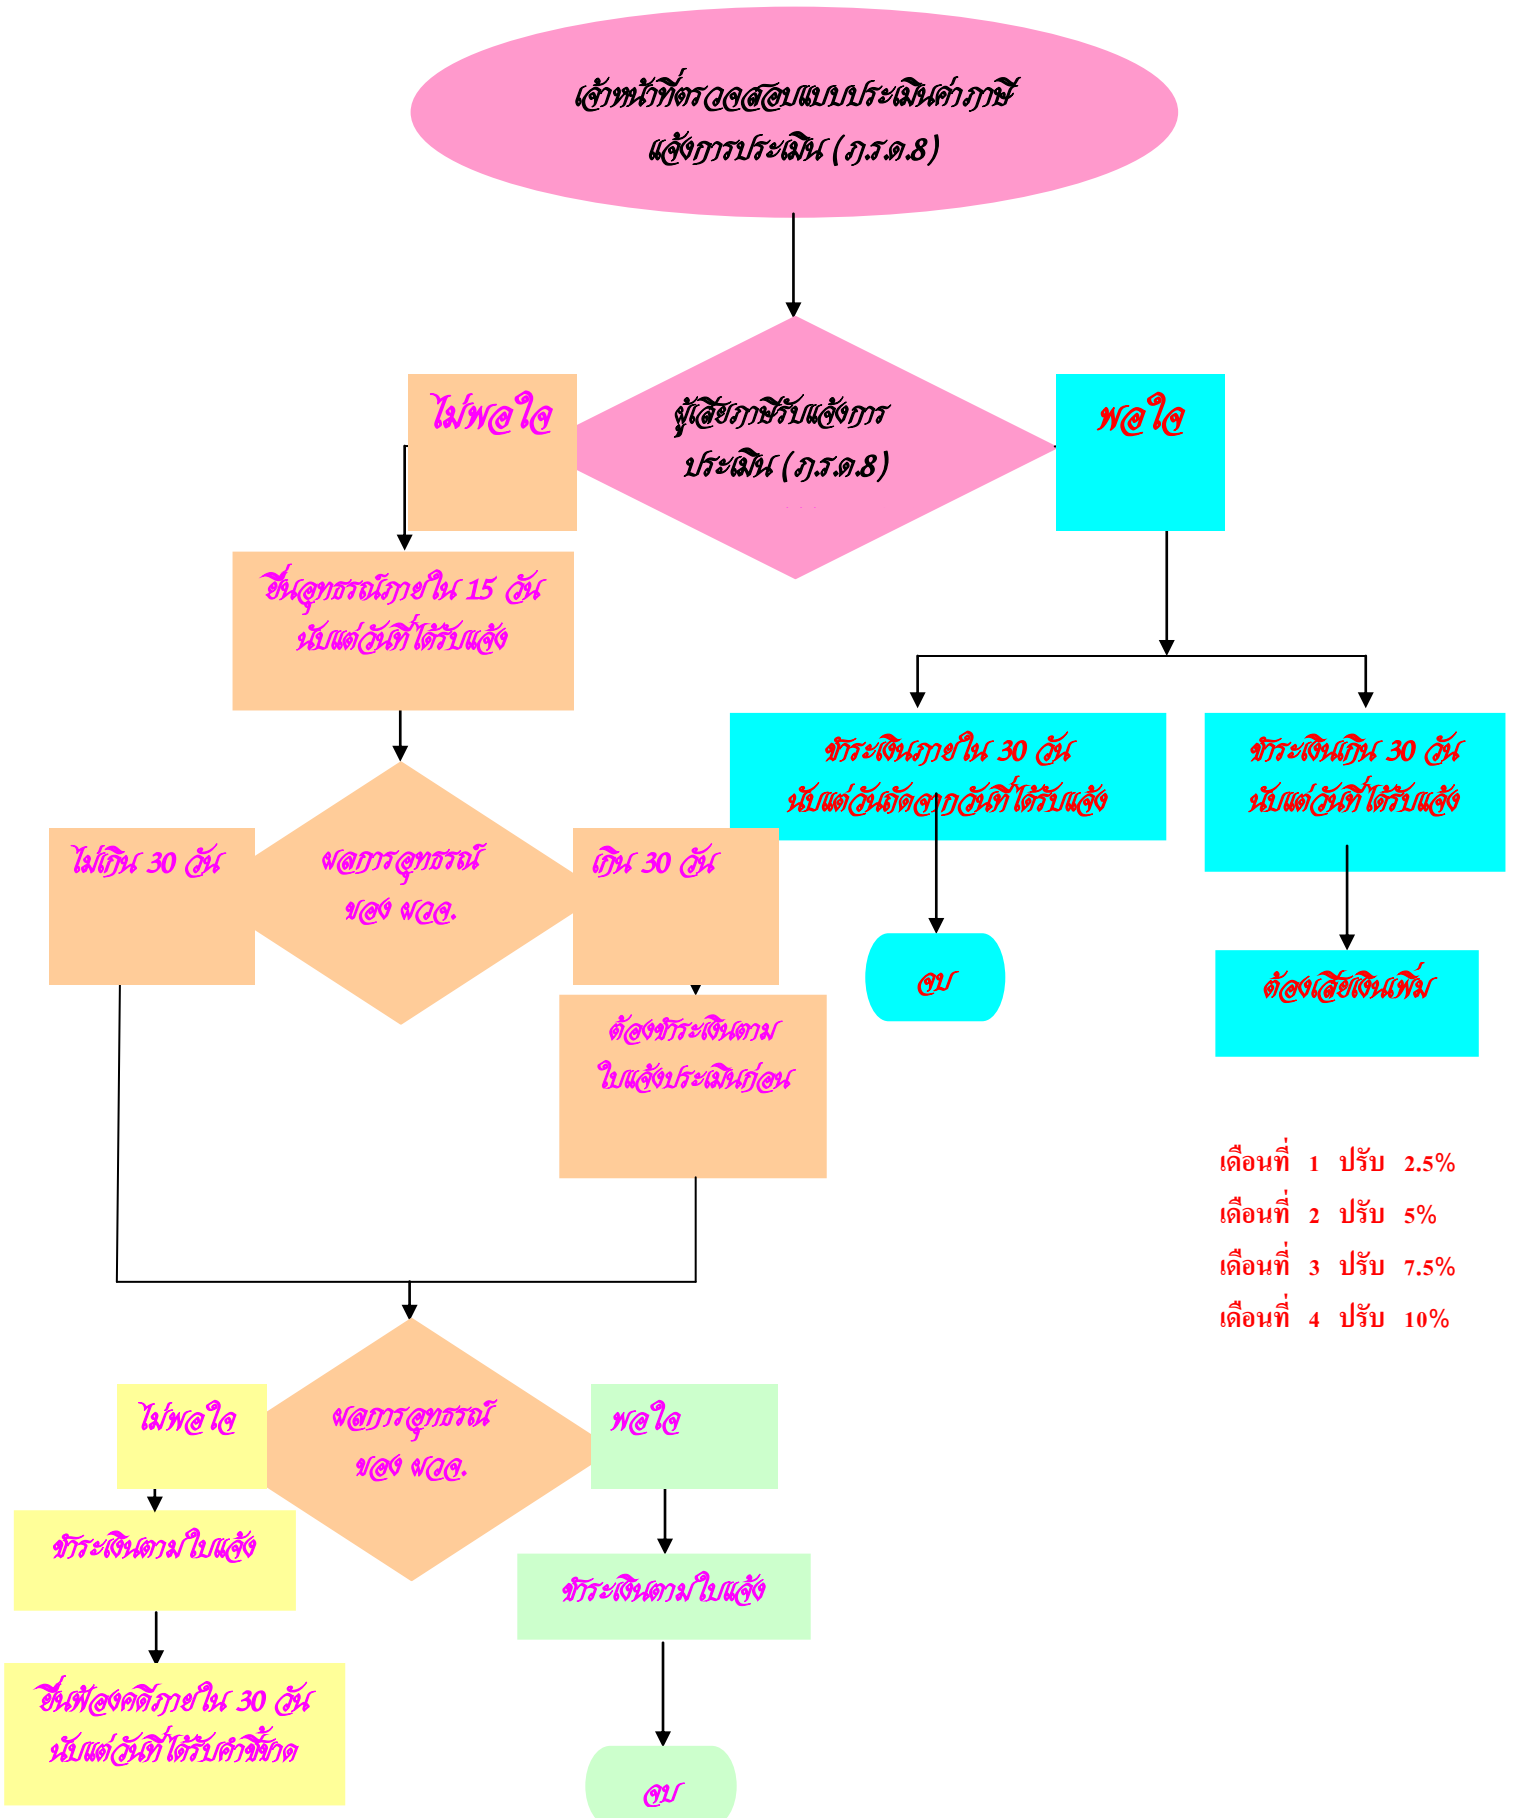 เจ้าหน้าที่ตรวจสอบแบบประเมินค่าภาษี
แจ้งการประเมิน (ภ.ร.ด.8)
ผู้เสียภาษีรับแจ้งการ
ประเมิน (ภ.ร.ด.8)
ไม่พอใจ
พอใจ
ยื่นอุทธรณ์ภายใน 15 วัน
นับแต่วันที่ได้รับแจ้ง
ชำระเงินภายใน 30 วัน
นับแต่วันถัดจากวันที่ได้รับแจ้ง
ชำระเงินเกิน 30 วัน
นับแต่วันที่ได้รับแจ้ง
ไม่เกิน 30 วัน
ผลการอุทธรณ์
ของ ผวจ.
เกิน 30 วัน
จบ
ต้องเสียเงินเพิ่ม
ต้องชำระเงินตาม
ใบแจ้งประเมินก่อน
เดือนที่ 1 ปรับ 2.5%
เดือนที่ 2 ปรับ 5%
เดือนที่ 3 ปรับ 7.5%
เดือนที่ 4 ปรับ 10%
ไม่พอใจ
ผลการอุทธรณ์
ของ ผวจ.
พอใจ
ชำระเงินตามใบแจ้ง
ชำระเงินตามใบแจ้ง
ยื่นฟ้องคดีภายใน 30 วัน
นับแต่วันที่ได้รับคำชี้ขาด
จบ